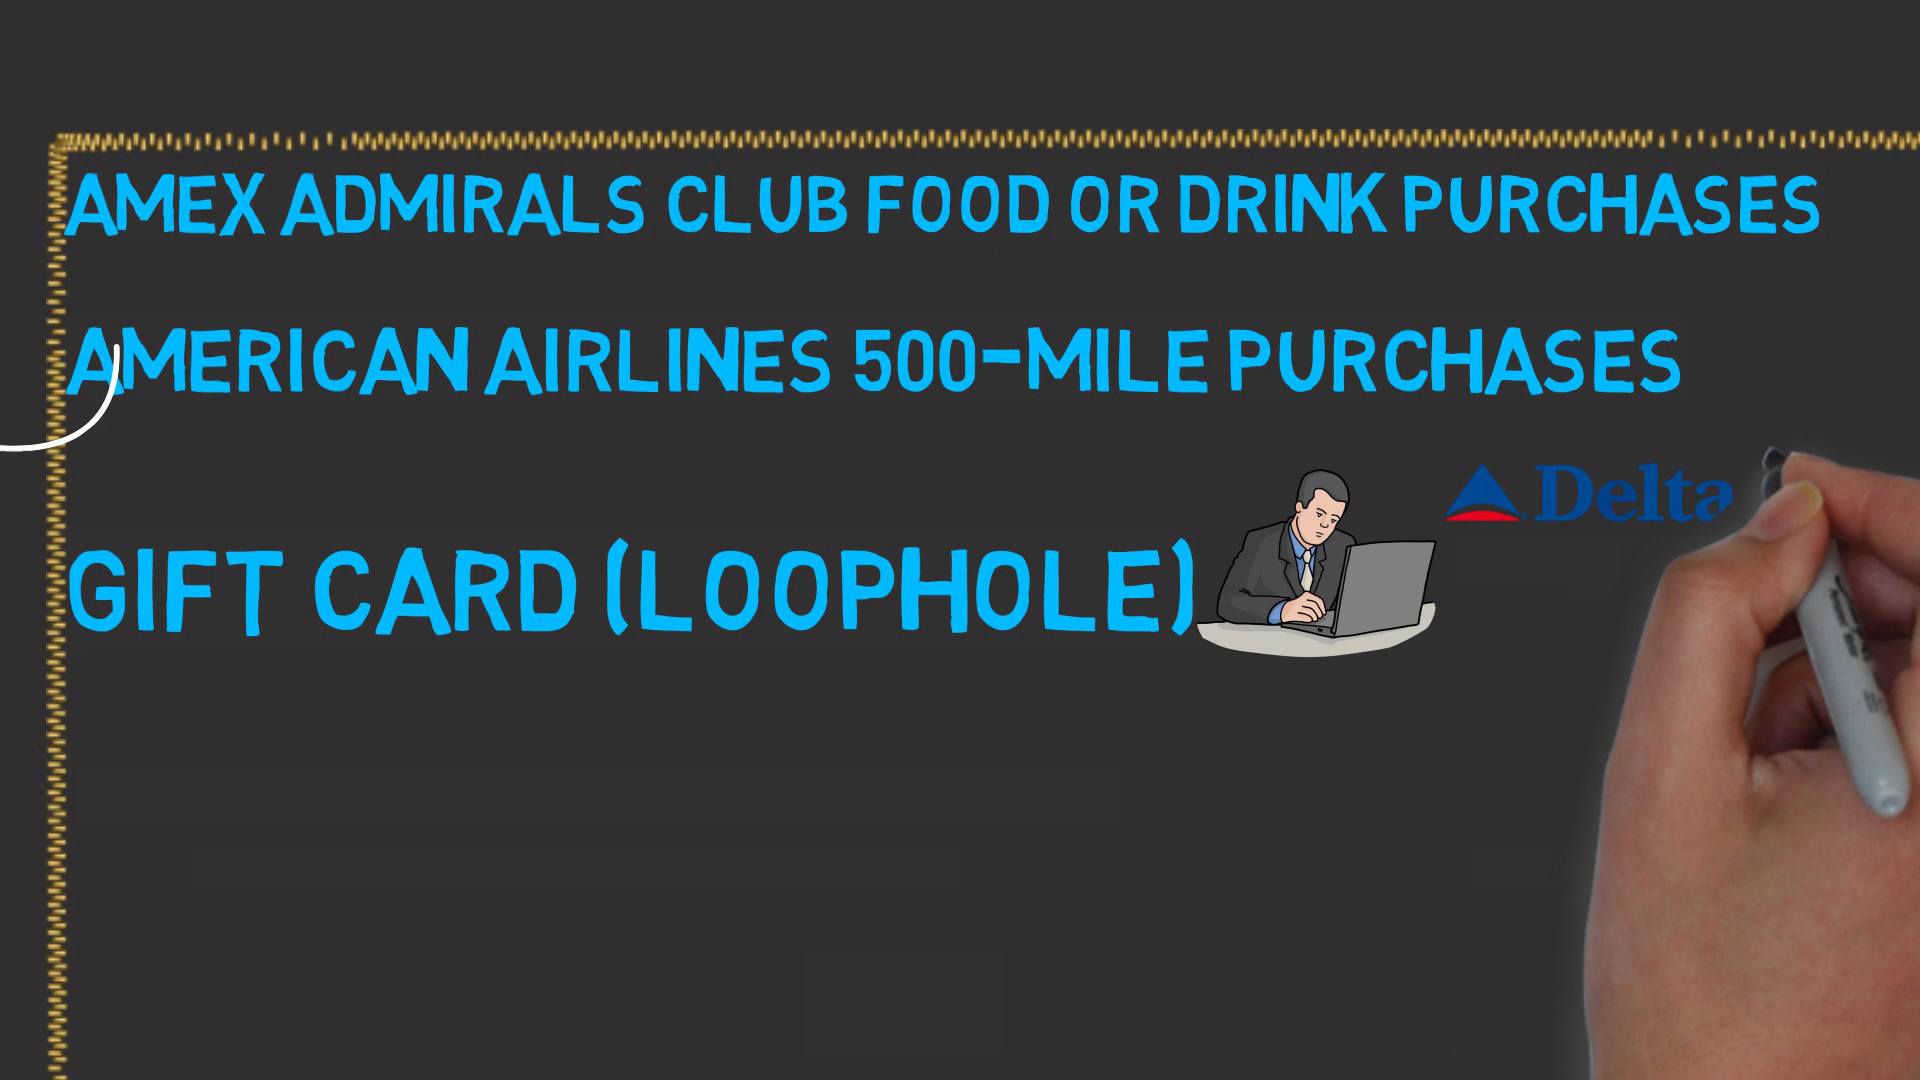 AMEX ADMIRALS CLUB FOOD OR DRINK PURCHASES
AMERICAN AIRLINES 500-MILE PURCHASES
Delta
GIFT CARD (LOOPHOLE)